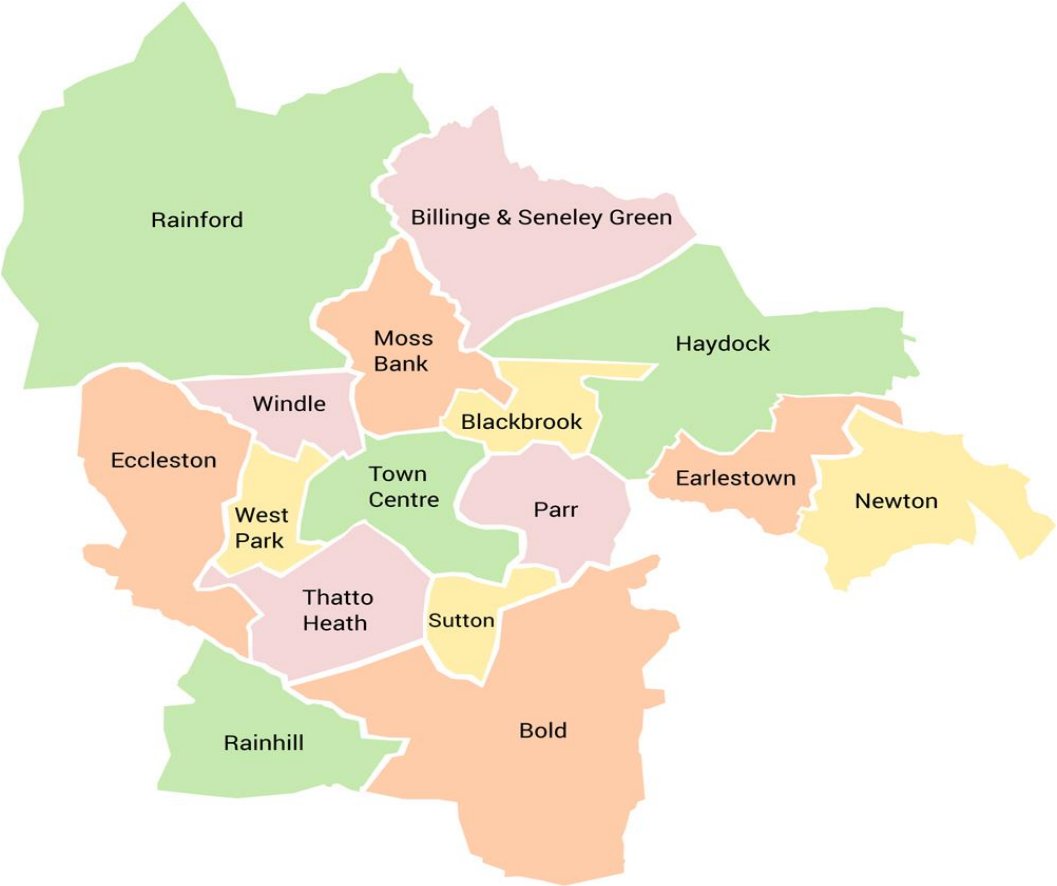 Rainford
Billinge & Seneley Green
Moss
Bank
Haydock
Windle
Blackbrook
Eccleston
Town
Centre
Earlestown
Newton
West
Park
Parr
Thatto
Heath
Sutton
Rainhill
Bold